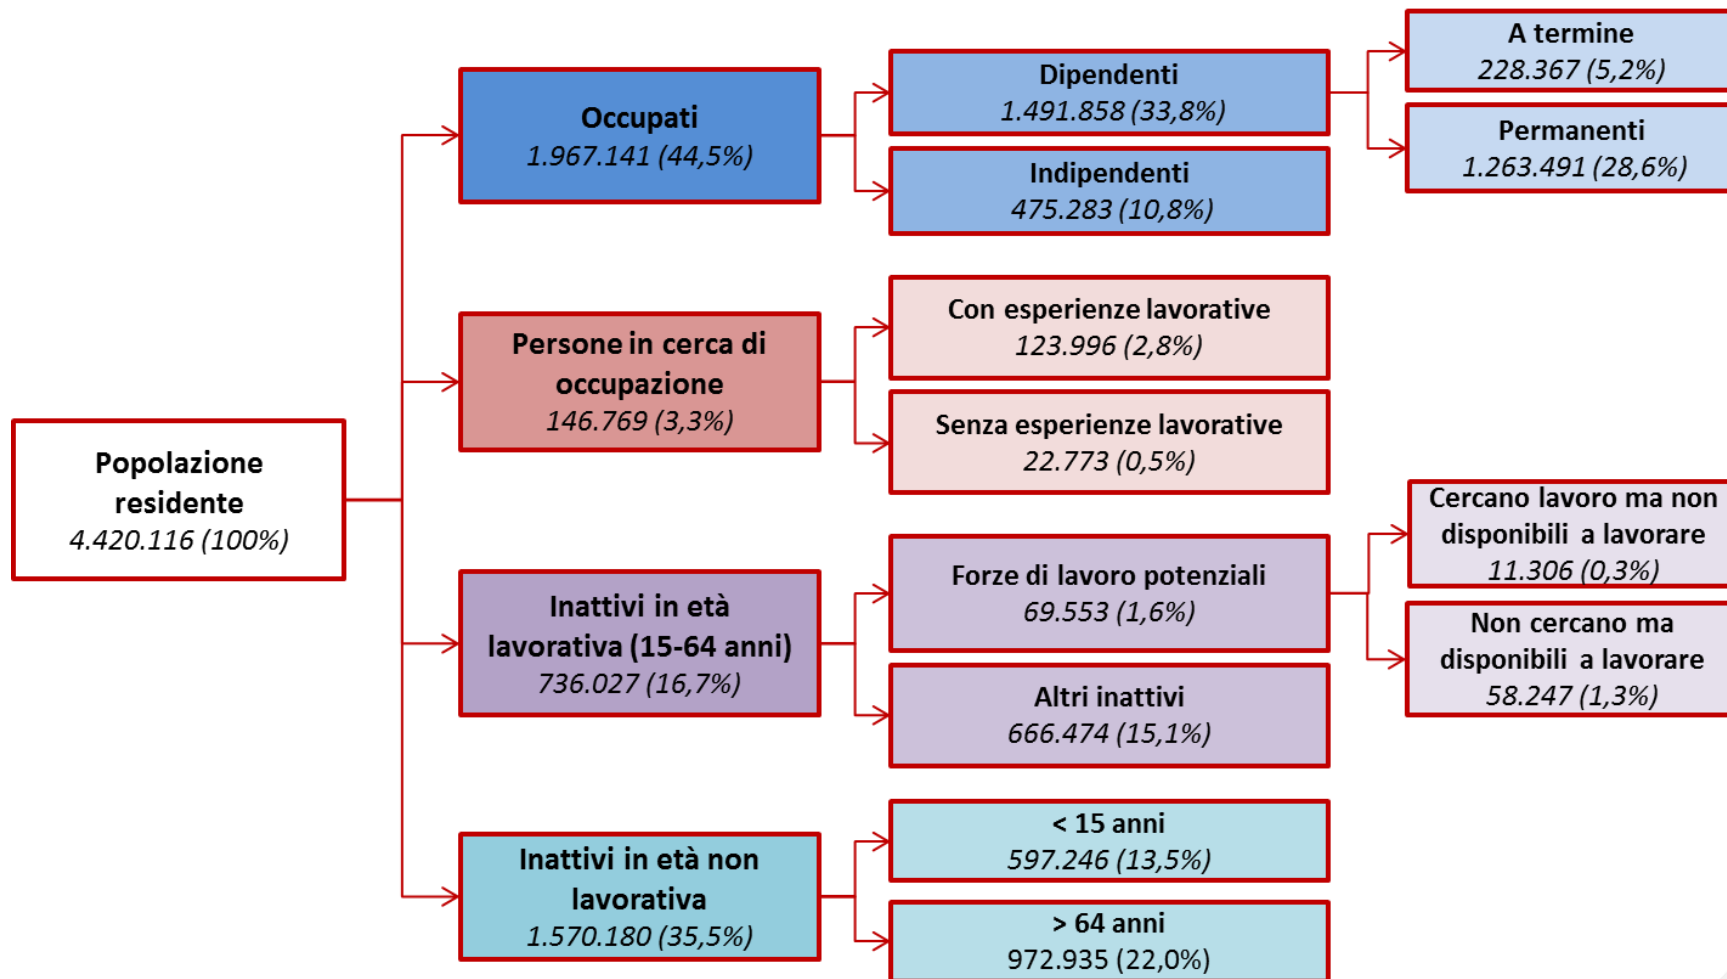 Popolazione
residente
4.420.116 (100%)
Occupati
1.967.141 (44,5%)
Dipendenti
1.491.858 (33,8%)
A termine
228.367 (5,2%)
Permanenti
1.263.491 (28,6%)
Indipendenti
475.283 (10,8%)
Persone in cerca di
occupazione
146.769 (3,3%)
Con esperienze lavorative
123.996 (2,8%)
Senza esperienze lavorative
22.773 (0,5%)
Inattivi in età
lavorativa (15-64 anni)
736.027 (16,7%)
Forze di lavoro potenziali
69.553 (1,6%)
Cercano lavoro ma non
disponibili a lavorare
11.306 (0,3%)
Non cercano ma
disponibili a lavorare
58.247 (1,3%)
Altri inattivi
666.474 (15,1%)
Inattivi in età non
lavorativa
1.570.180 (35,5%)
< 15 anni
597.246 (13,5%)
> 64 anni
972.935 (22,0%)